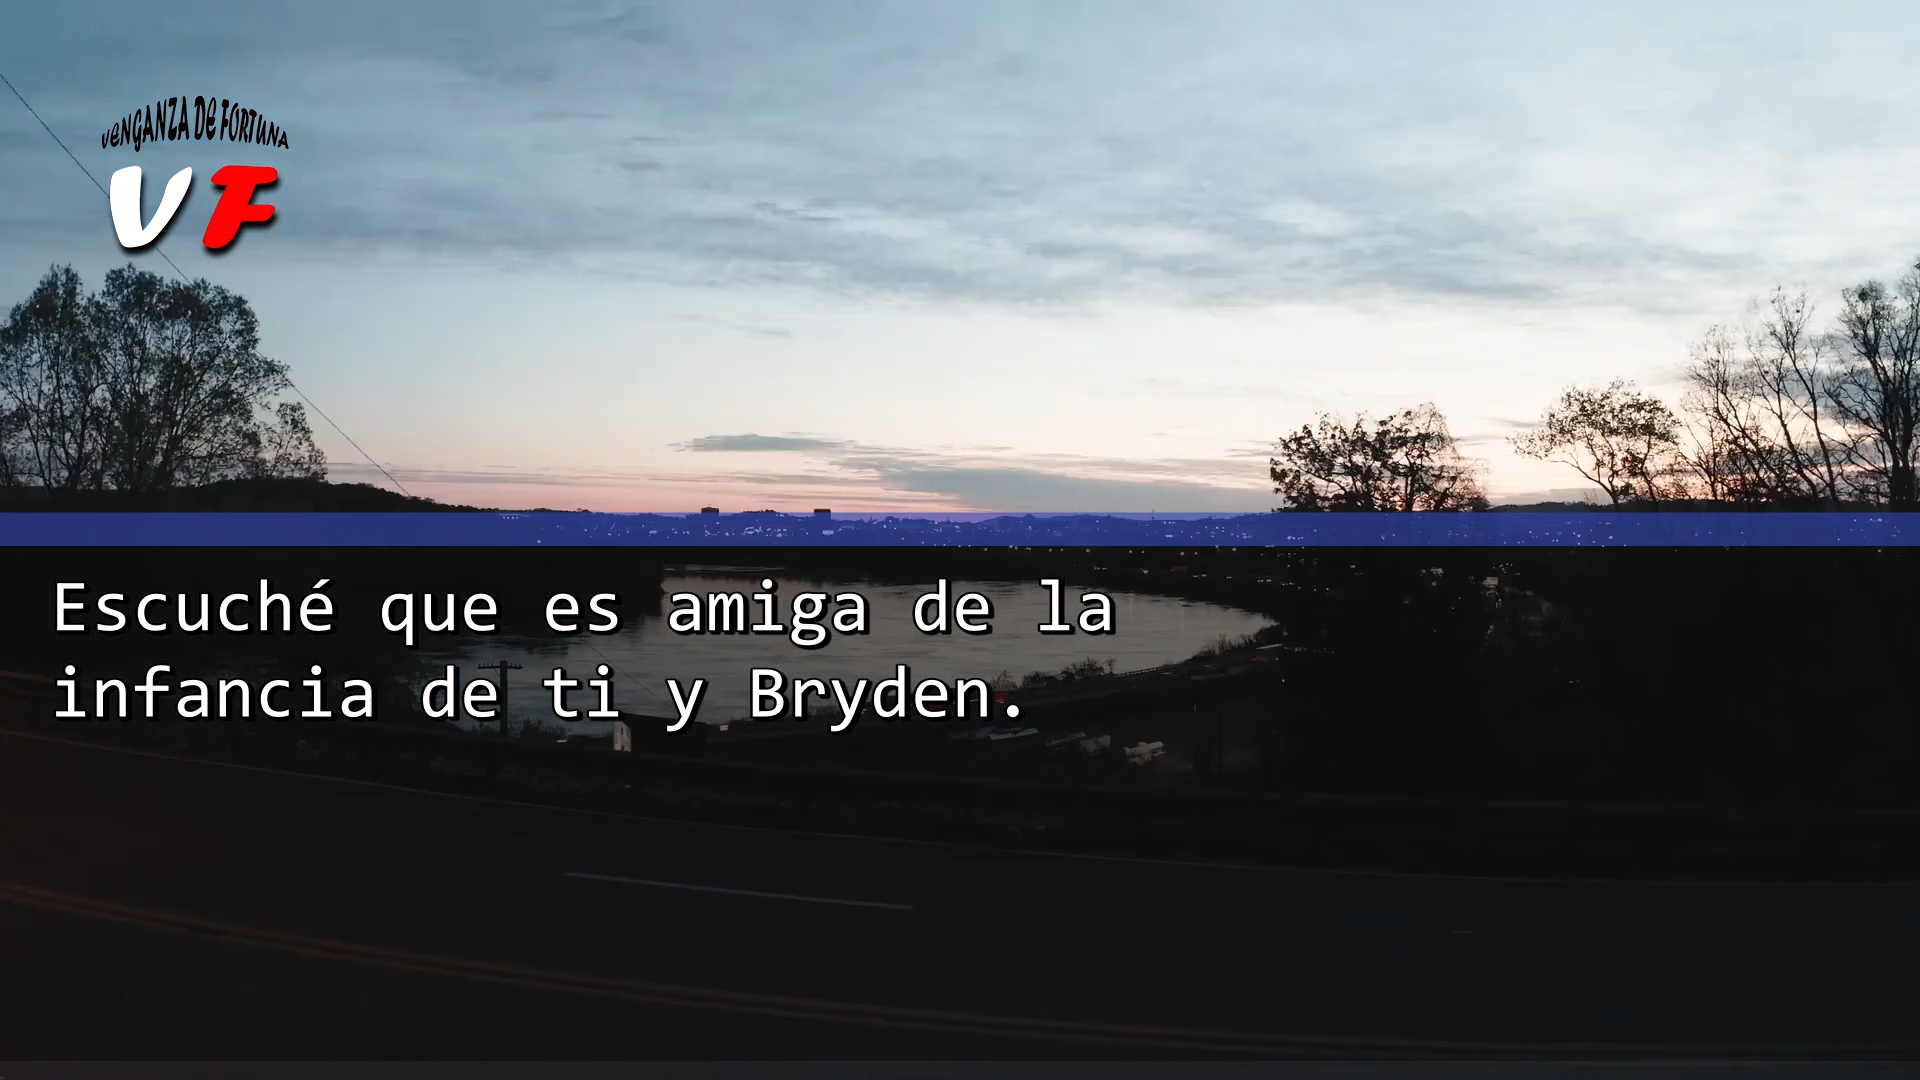 VENGANZA DE FORTUNA
VF
Escuché que es amiga de la
infancia de ti y Bryden.